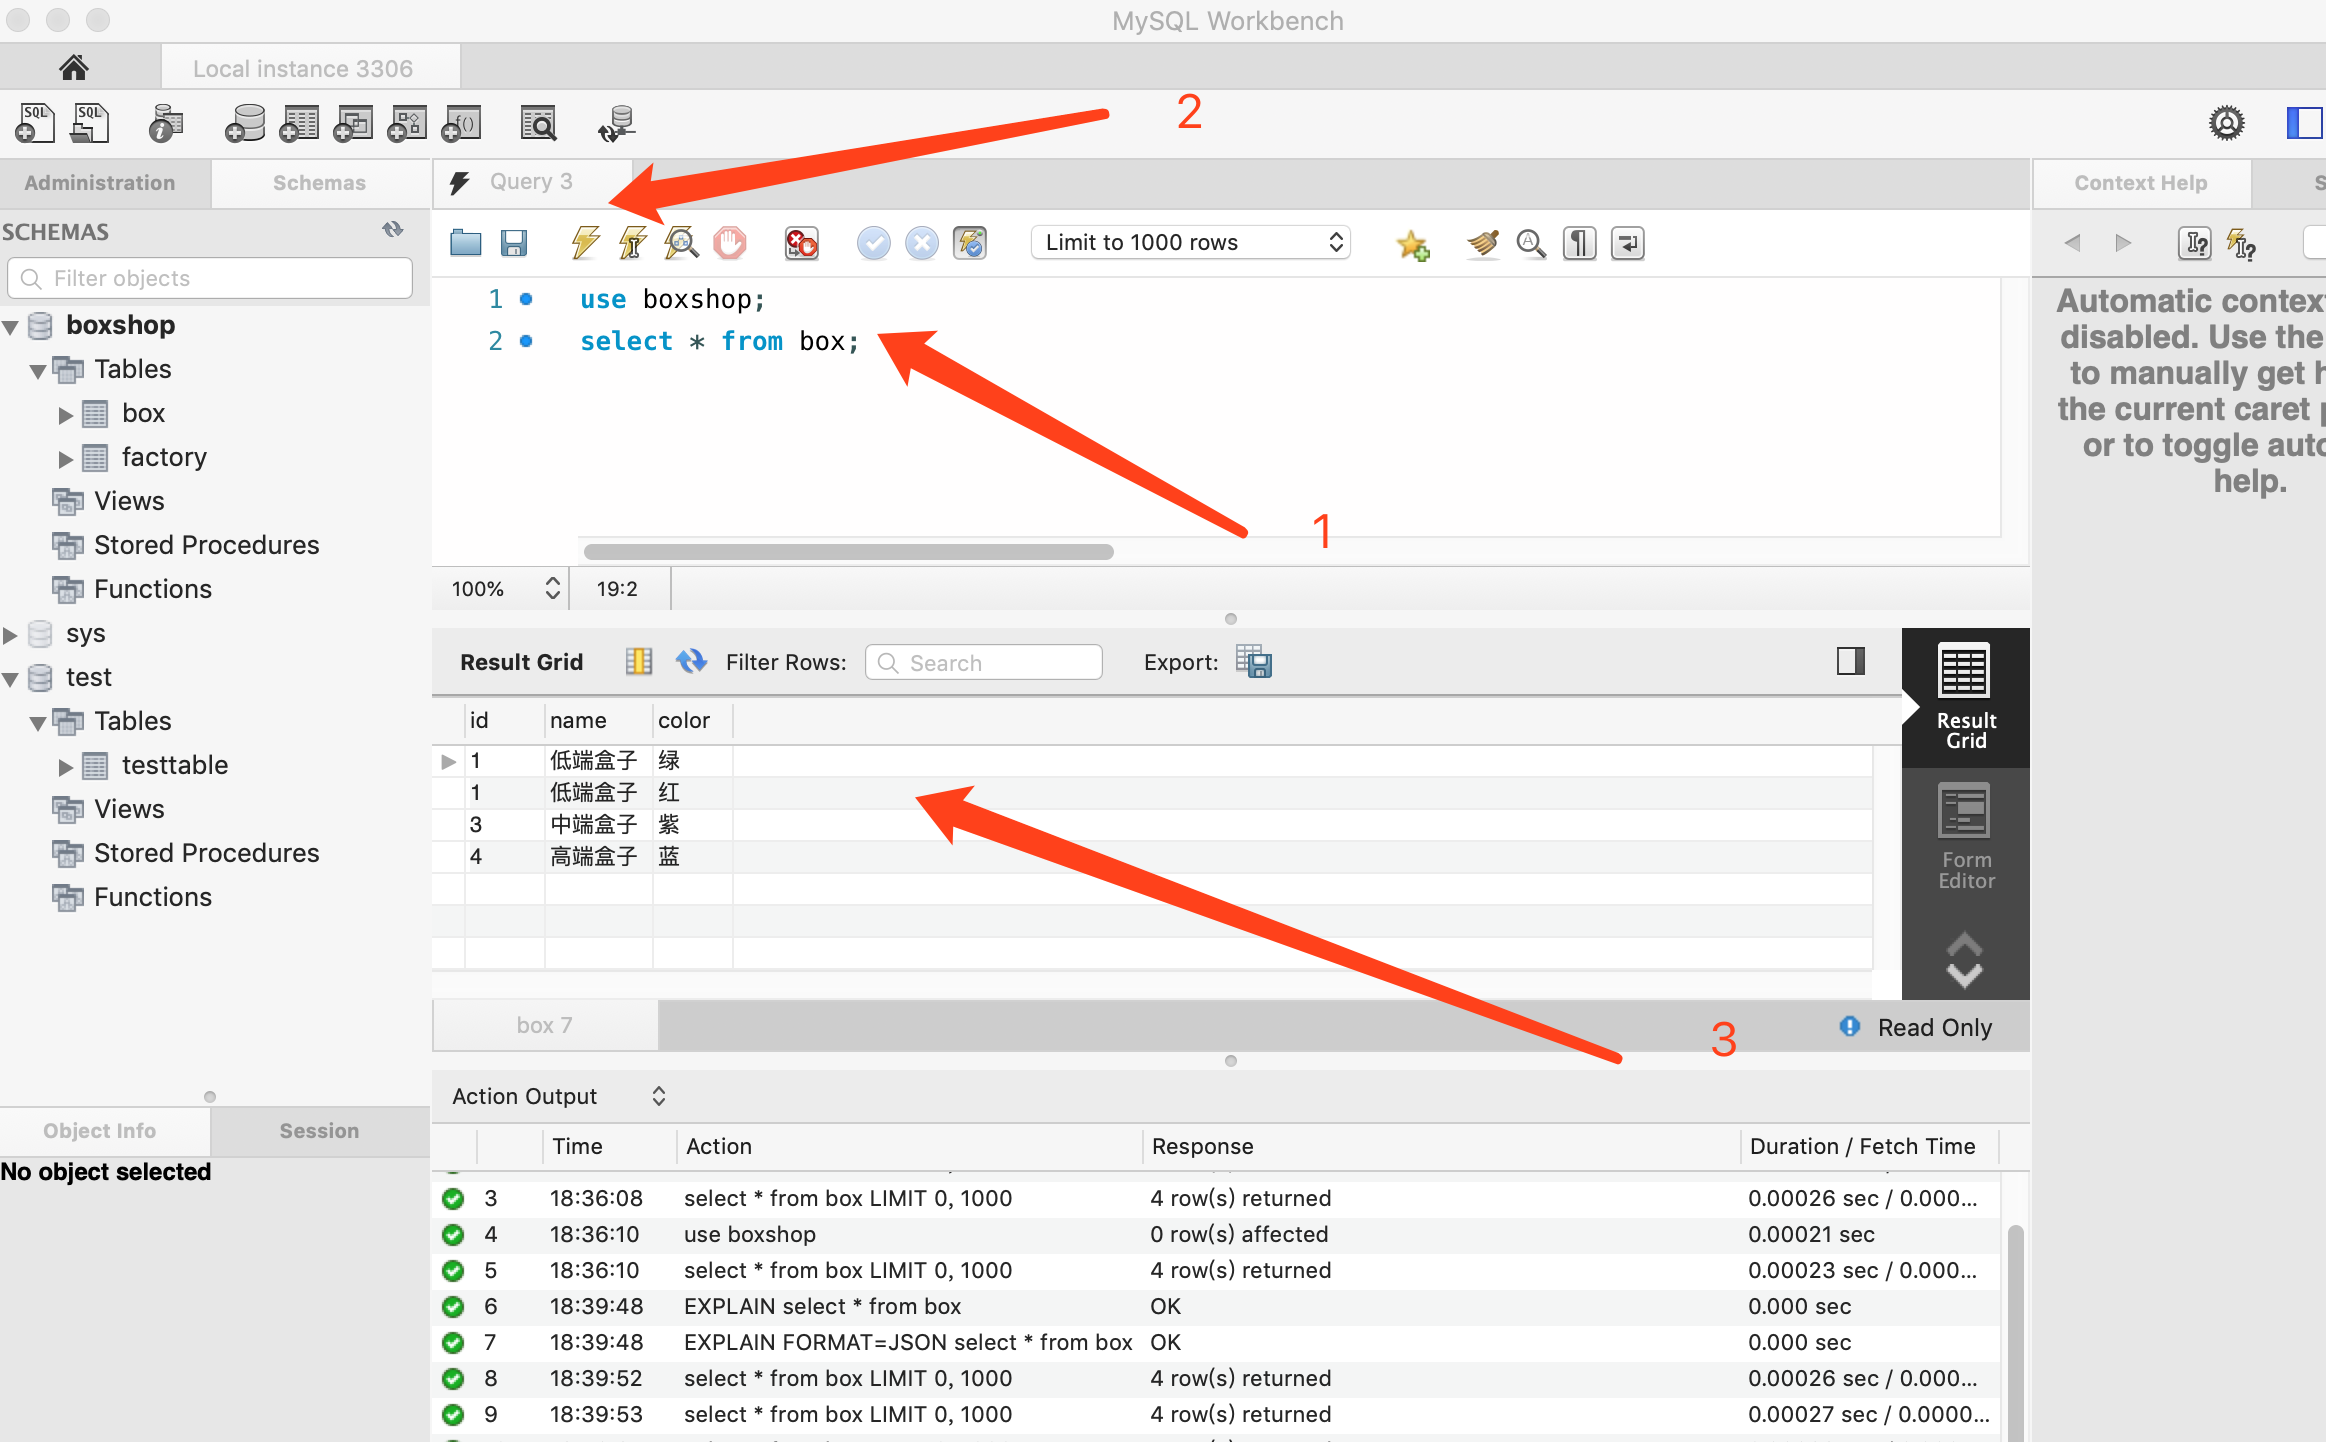 MySQL Workbench
Local instance 3306
SQL
SQL
f()
2
Administration
Schemas
Query 3
Context Help
SCHEMAS
Limit to 1000 rows
Filter objects
1 use boxshop;
2 select * from box;
Automatic contex
disabled. Use the
to manually get h
the current caret p
or to toggle auto
help.
boxshop
Tables
box
factory
Views
Stored Procedures
Functions
sys
test
Tables
testtable
Views
Stored Procedures
Functions
1
100%
19:2
Result Grid
Filter Rows:
Search
Export:
Result
Grid
Form
Editor
id name color
1 低端盒子 绿
1 低端盒子 红
3 中端盒子 紫
4 高端盒子 蓝
3
box 7
Read Only
Action Output
Object Info
Session
No object selected
Time Action Response Duration / Fetch Time
3 18:36:08 select * from box LIMIT 0, 1000 4 row(s) returned 0.00026 sec / 0.000...
4 18:36:10 use boxshop 0 row(s) affected 0.00021 sec
5 18:36:10 select * from box LIMIT 0, 1000 4 row(s) returned 0.00023 sec / 0.000...
6 18:39:48 EXPLAIN select * from box OK 0.000 sec
7 18:39:48 EXPLAIN FORMAT=JSON select * from box OK 0.000 sec
8 18:39:52 select * from box LIMIT 0, 1000 4 row(s) returned 0.00026 sec / 0.000...
9 18:39:53 select * from box LIMIT 0, 1000 4 row(s) returned 0.00027 sec / 0.0000...